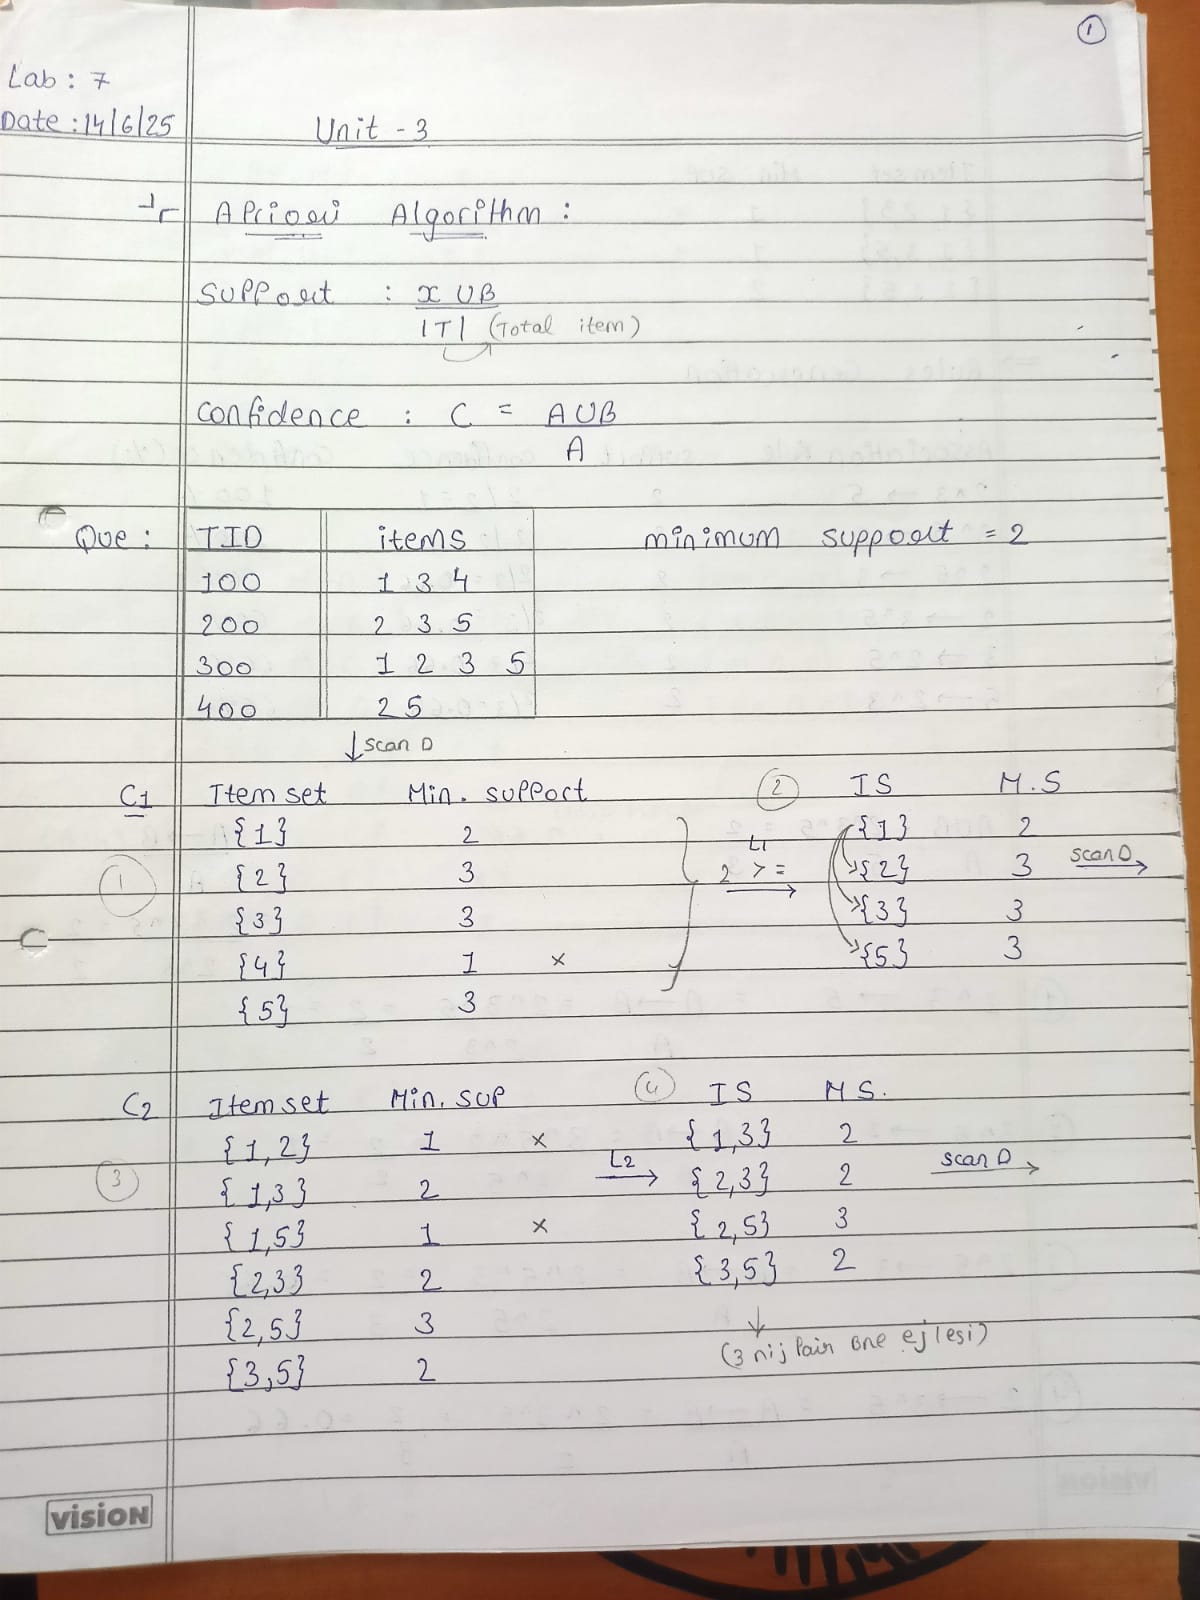 1
Lab : 7
Date : 14/6/25
Unit - 3
Apriori Algorithm :
Support : X UB
|T| (Total item)
Confidence : C = AUB
A
Que : TID items minimum support = 2
100 1 3 4
200 2 3 5
300 1 2 3 5
400 2 5
↓ scan D
C1 Item set Min. support 2 IS M.S
{1} 2 {1} 2
1 {2} 3 L1 2 >= → {2} 3 scan D →
{3} 3 {3} 3
{4} 1 × {5} 3
{5} 3
C2 Item set Min. sup 4 IS M S.
{1,2} 1 × {1,3} 2
3 {1,3} 2 L2 → {2,3} 2 scan D →
{1,5} 1 × {2,5} 3
{2,3} 2 {3,5} 2
{2,5} 3 ↓
{3,5} 2 (3 nij Pair one ej lesi)
vision